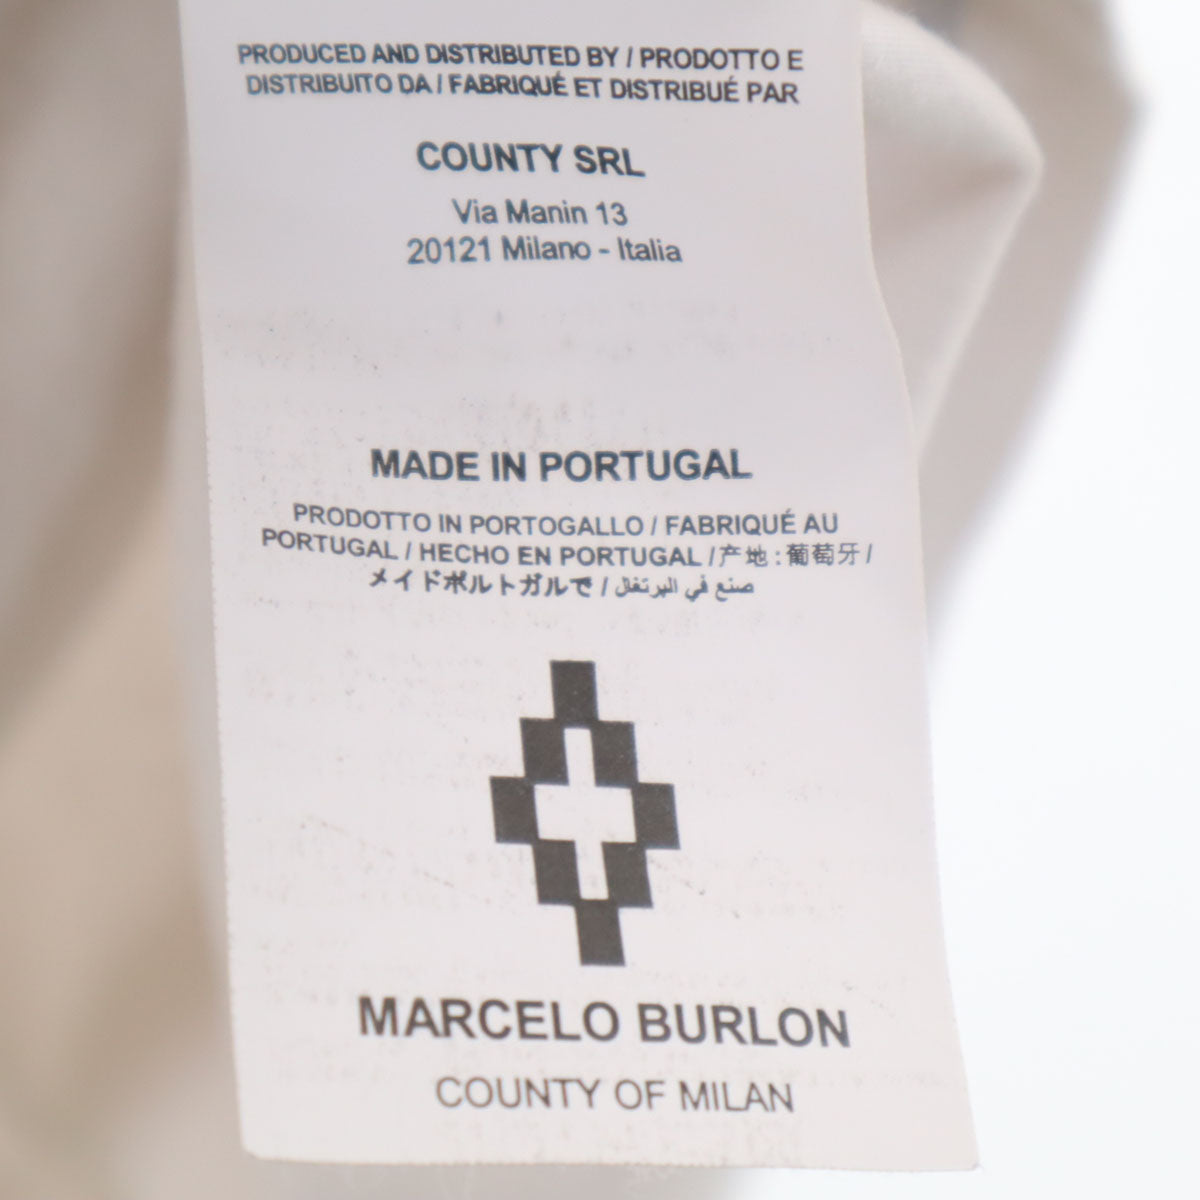 PRODUCED AND DISTRIBUTED BY / PRODOTTO E
DISTRIBUITO DA / FABRIQUÉ ET DISTRIBUÉ PAR
COUNTY SRL
Via Manin 13
20121 Milano - Italia
MADE IN PORTUGAL
PRODOTTO IN PORTOGALLO / FABRIQUÉ AU
PORTUGAL / HECHO EN PORTUGAL / 产地 : 葡萄牙 /
メイドポルトガルで / صنع في البرتغال
MARCELO BURLON
COUNTY OF MILAN